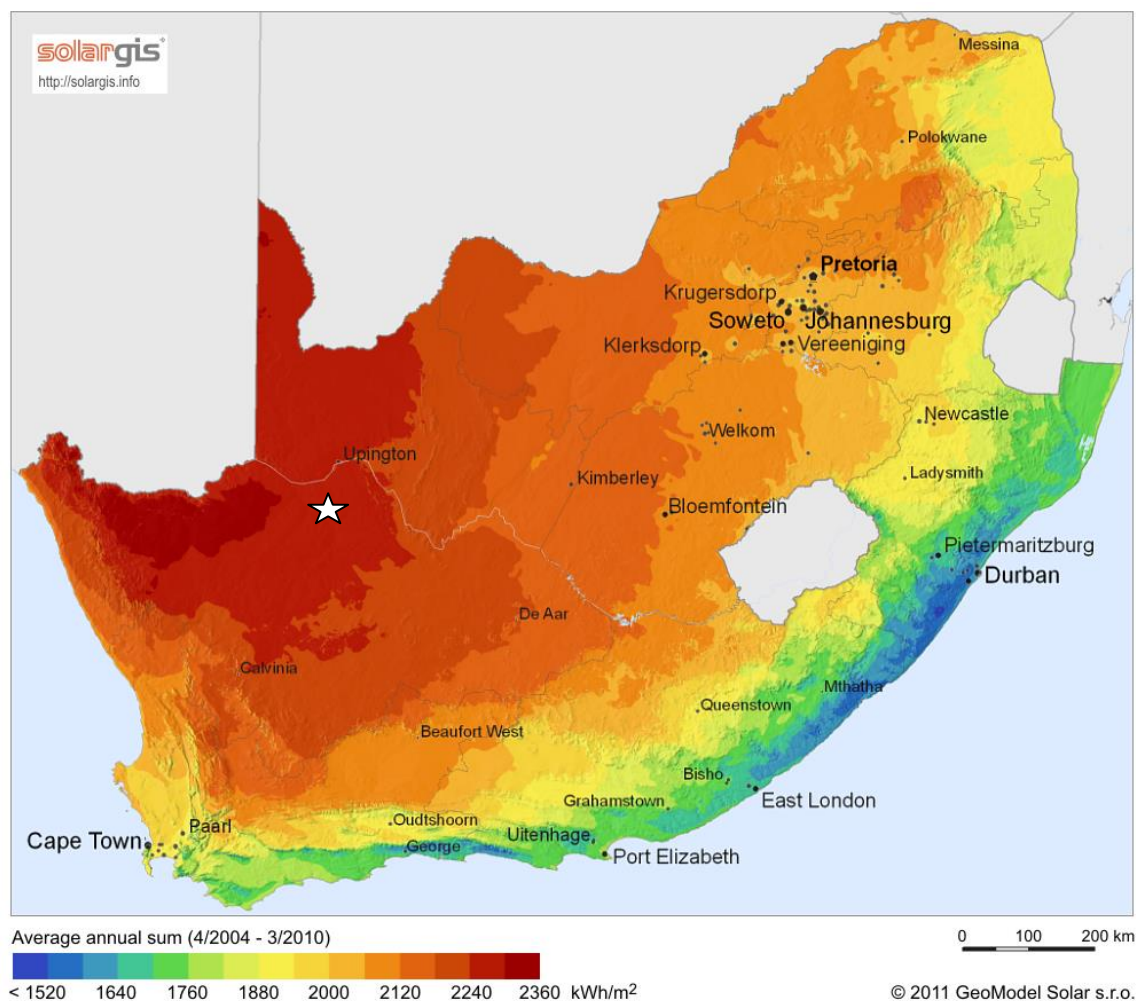 solargis
http://solargis.info
Messina
Polokwane
Pretoria
Krugersdorp
Soweto
Johannesburg
Klerksdorp
Vereeniging
Newcastle
Welkom
Upington
Kimberley
Ladysmith
Bloemfontein
Pietermaritzburg
Durban
De Aar
Calvinia
Mthatha
Queenstown
Beaufort West
Bisho
Grahamstown
East London
Oudtshoorn
Paarl
Cape Town
Uitenhage
George
Port Elizabeth
Average annual sum (4/2004 - 3/2010)
0 100 200 km
< 1520 1640 1760 1880 2000 2120 2240 2360 kWh/m2
© 2011 GeoModel Solar s.r.o.